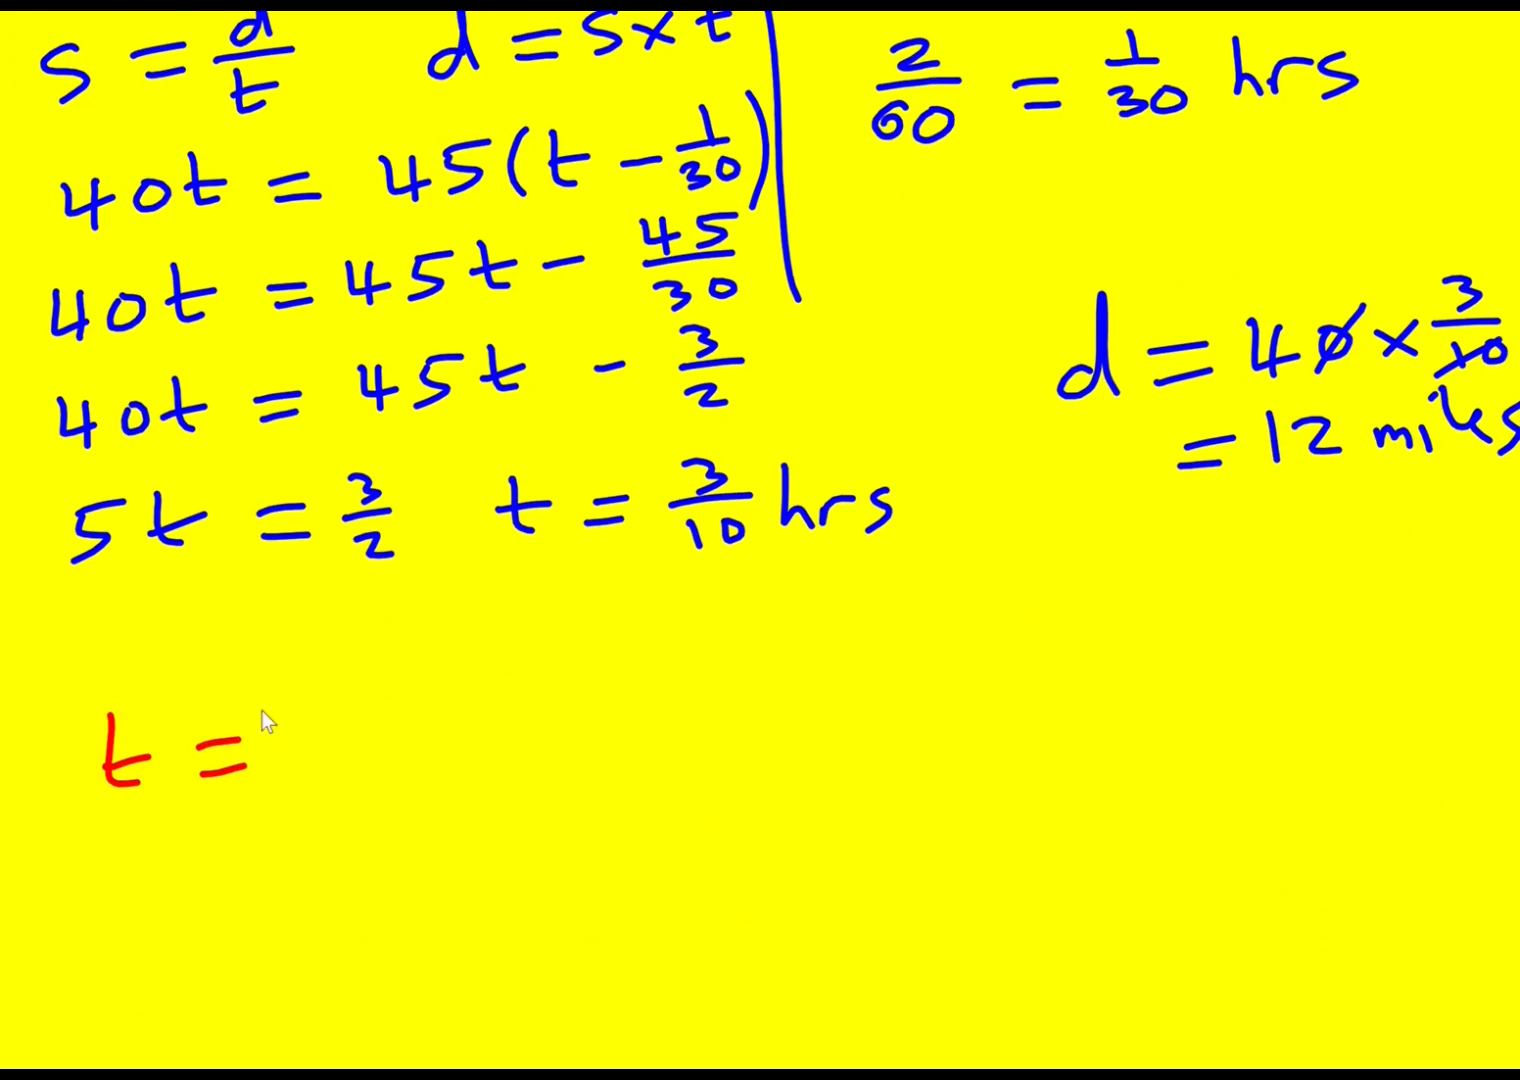 s = d/t   d = s × t
40t = 45(t - 1/30)
40t = 45t - 45/30
40t = 45t - 3/2
5t = 3/2   t = 3/10 hrs
2/60 = 1/30 hrs
d = 40 × 3/10
= 12 miles
t =